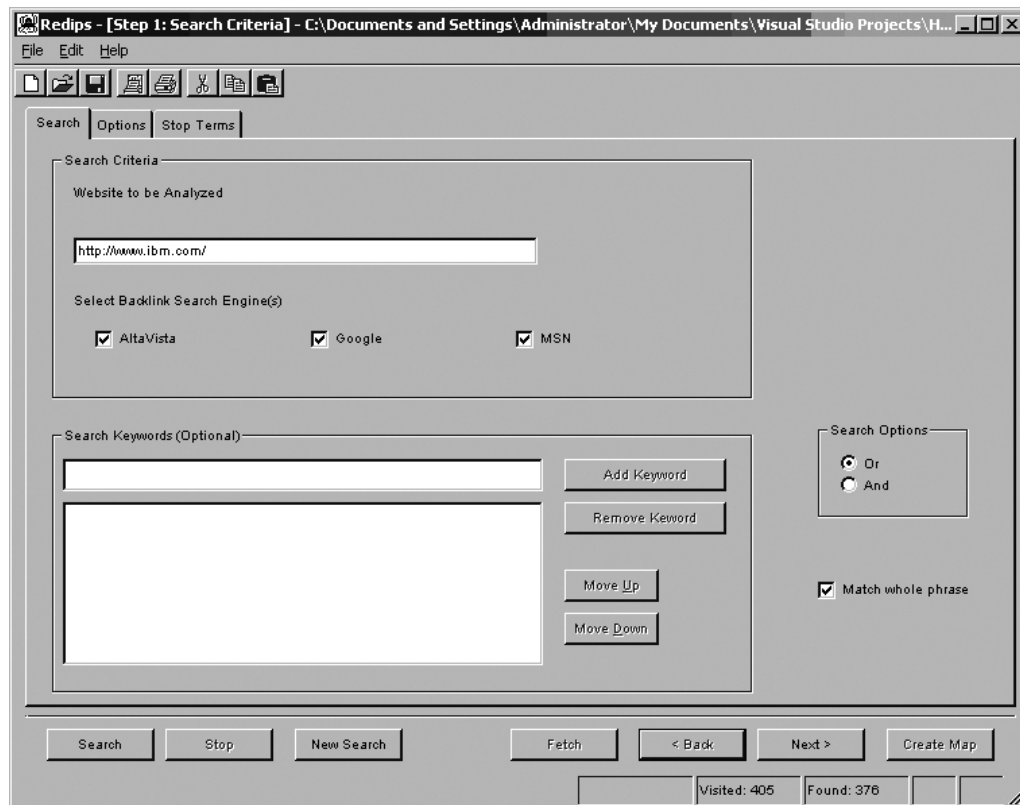 Redips - [Step 1: Search Criteria] - C:\Documents and Settings\Administrator\My Documents\Visual Studio Projects\H...
File Edit Help
Search Options Stop Terms
Search Criteria
Website to be Analyzed
http://www.ibm.com/
Select Backlink Search Engine(s)
AltaVista Google MSN
Search Keywords (Optional)
Search Options
Add Keyword
Or
And
Remove Keword
Move Up
Match whole phrase
Move Down
Search Stop New Search Fetch < Back Next > Create Map
Visited: 405 Found: 376